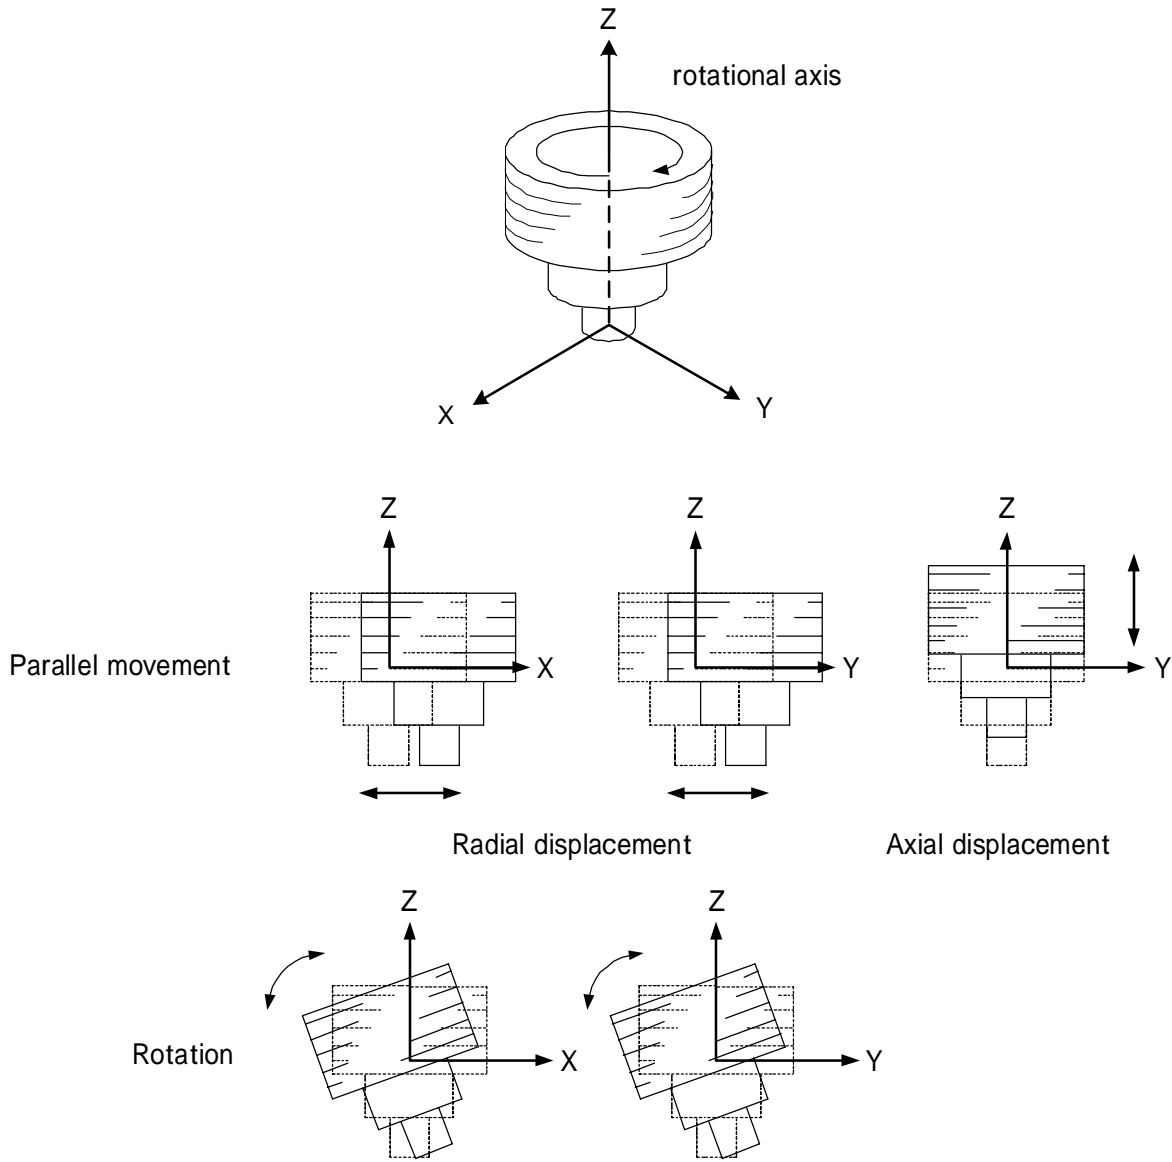 Z
rotational axis
X
Y
Z
Z
Z
Parallel movement
X
Y
Y
Radial displacement
Axial displacement
Z
Z
Rotation
X
Y